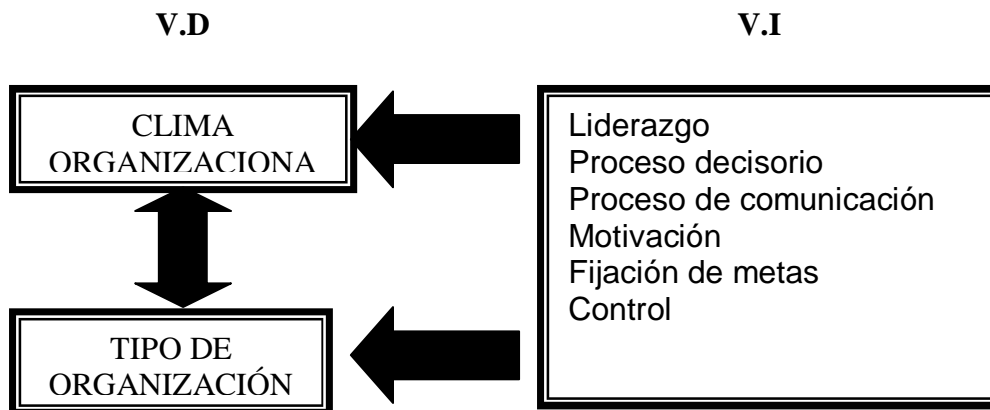 V.D
V.I
CLIMA
ORGANIZACIONA
TIPO DE
ORGANIZACIÓN
Liderazgo
Proceso decisorio
Proceso de comunicación
Motivación
Fijación de metas
Control